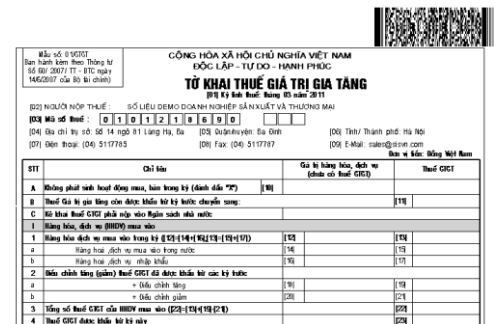 Mẫu số: 01/GTGT
Ban hành kèm theo Thông tư
Số 60/ 2007/ TT - BTC ngày
14/6/2007 của Bộ tài chính)
CỘNG HÒA XÃ HỘI CHỦ NGHĨA VIỆT NAM
ĐỘC LẬP - TỰ DO - HẠNH PHÚC
TỜ KHAI THUẾ GIÁ TRỊ GIA TĂNG
[01] Kỳ tính thuế: tháng 03 năm 2011
[02] NGƯỜI NỘP THUẾ : SỐ LIỆU DEMO DOANH NGHIỆP SẢN XUẤT VÀ THƯƠNG MẠI
[03] Mã số thuế : 0 1 0 1 2 1 8 6 9 0
[04] Địa chỉ trụ sở: Số 14 ngõ 81 Láng Hạ, Ba [05] Quận/huyện: Ba Đình [06] Tỉnh/ Thành phố: Hà Nội
[07] Điện thoại: (04) 5117785 [08] Fax: (04) 5117787 [09] E-Mail: sales@sisvn.com
Đơn vị tiền: Đồng Việt Nam
STT Chỉ tiêu Giá trị hàng hóa, dịch vụ (chưa có thuế GTGT) Thuế GTGT
A Không phát sinh hoạt động mua, bán trong kỳ (đánh dấu "X") [10]
B Thuế Giá trị gia tăng còn được khấu trừ kỳ trước chuyển sang: [11]
C Kê khai thuế GTGT phải nộp vào Ngân sách nhà nước
I Hàng hóa, dịch vụ (HHDV) mua vào
1 Hàng hóa dịch vụ mua vào trong kỳ ([12]=[14]+[16];[13]=[15]+[17]) [12] [13]
a Hàng hoá ,dịch vụ mua vào trong nước [14] [15]
b Hàng hoá ,dịch vụ nhập khẩu [16] [17]
2 Điều chỉnh tăng (giảm) thuế GTGT đã được khấu trừ các kỳ trước
a + Điều chỉnh tăng [18] [19]
b + Điều chỉnh giảm [20] [21]
3 Tổng số thuế GTGT của HHDV mua vào ([22]=[13]+[19]-[21]) [22]
4 Thuế GTGT được khấu trừ kỳ này [23]